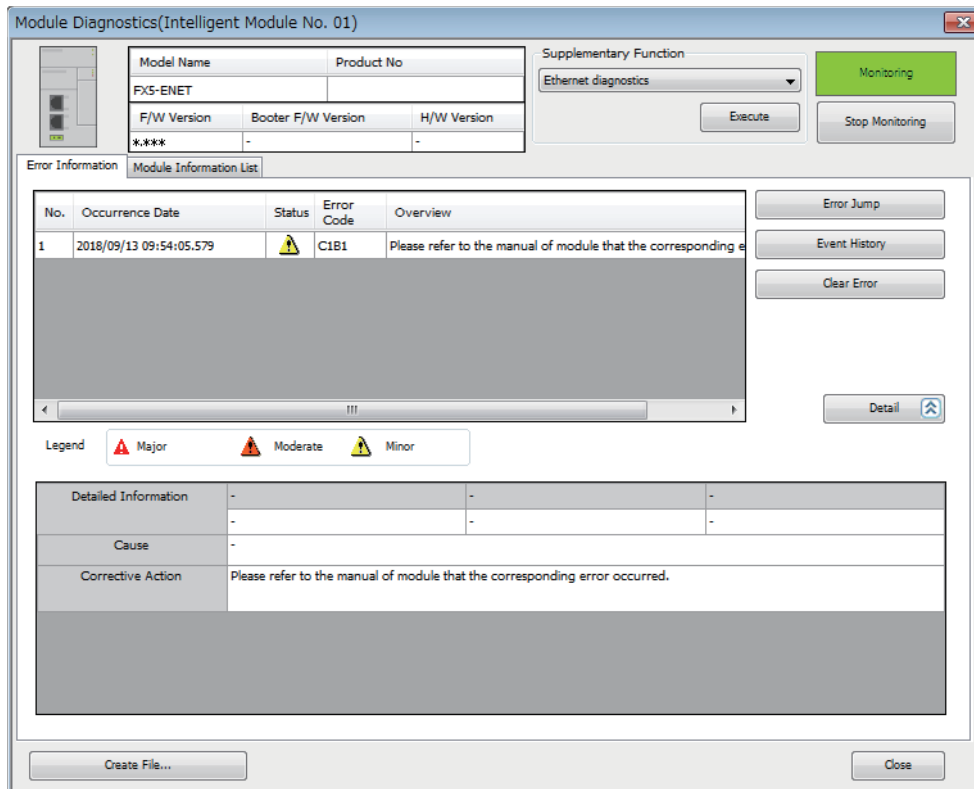 Module Diagnostics(Intelligent Module No. 01)
Model Name Product No
FX5-ENET
F/W Version Booter F/W Version H/W Version
*.*** - -
Supplementary Function
Ethernet diagnostics
Execute
Monitoring
Stop Monitoring
Error Information Module Information List
No. Occurrence Date Status Error Code Overview
1 2018/09/13 09:54:05.579 C1B1 Please refer to the manual of module that the corresponding e
Error Jump
Event History
Clear Error
Detail
Legend Major Moderate Minor
Detailed Information - - -
- - -
Cause -
Corrective Action Please refer to the manual of module that the corresponding error occurred.
Create File... Close